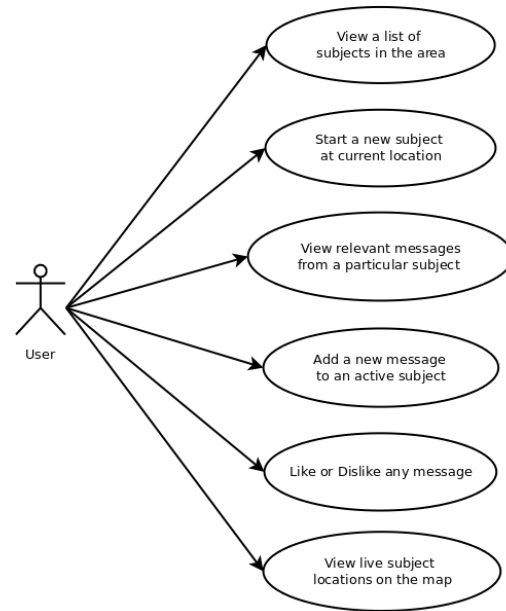 View a list of
subjects in the area
Start a new subject
at current location
View relevant messages
from a particular subject
User
Add a new message
to an active subject
Like or Dislike any message
View live subject
locations on the map